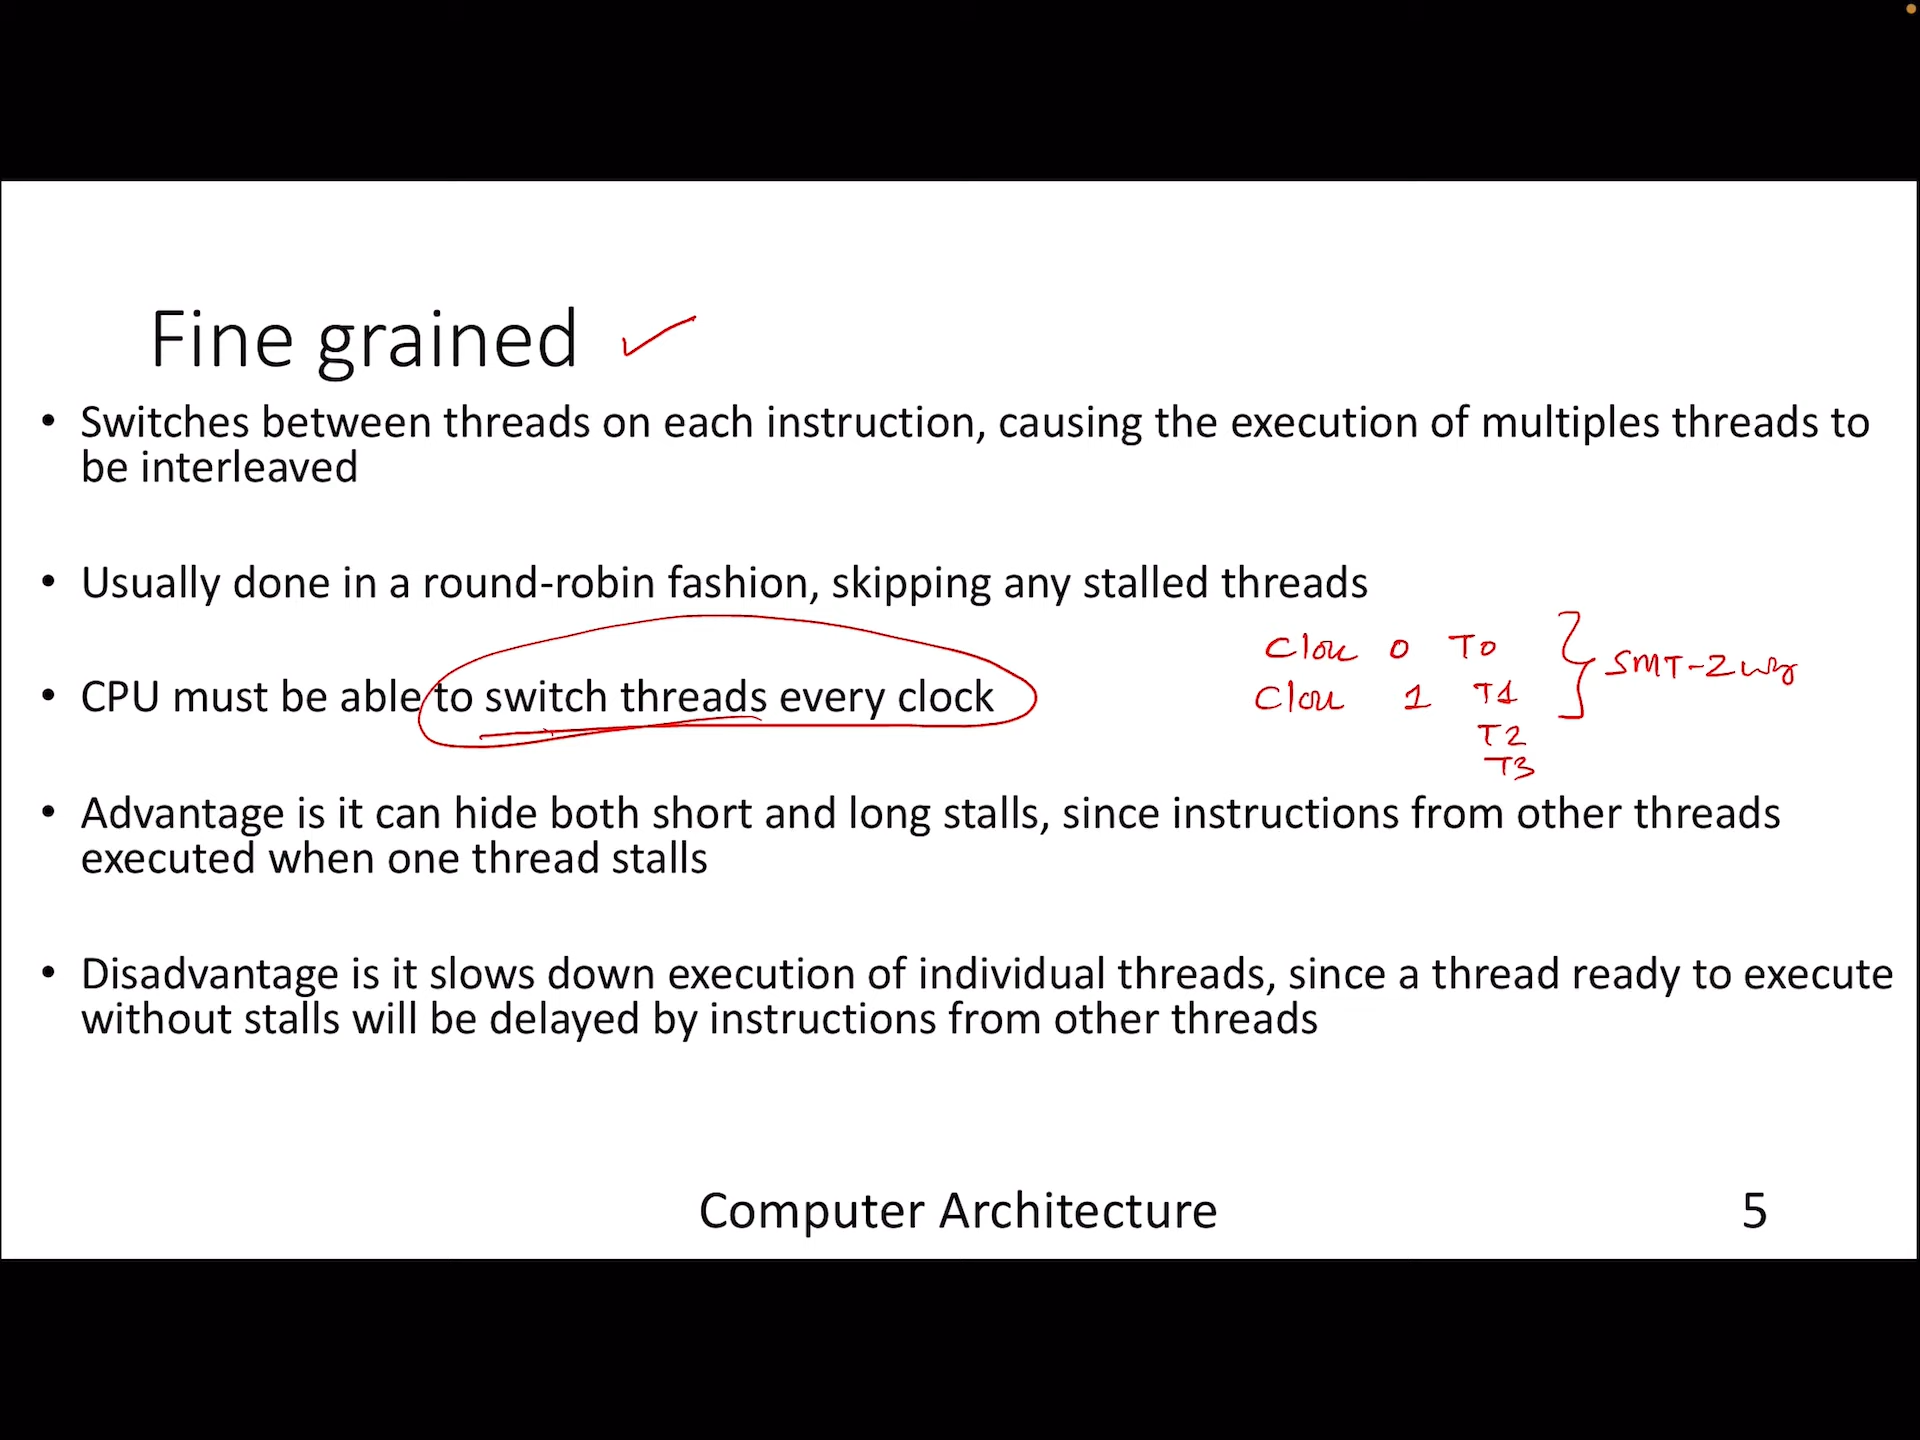 Fine grained
• Switches between threads on each instruction, causing the execution of multiples threads to
be interleaved
• Usually done in a round-robin fashion, skipping any stalled threads
Clou 0 T0
SMT-2 way
• CPU must be able to switch threads every clock
Clou 1 T1
T2
T3
• Advantage is it can hide both short and long stalls, since instructions from other threads
executed when one thread stalls
• Disadvantage is it slows down execution of individual threads, since a thread ready to execute
without stalls will be delayed by instructions from other threads
Computer Architecture
5